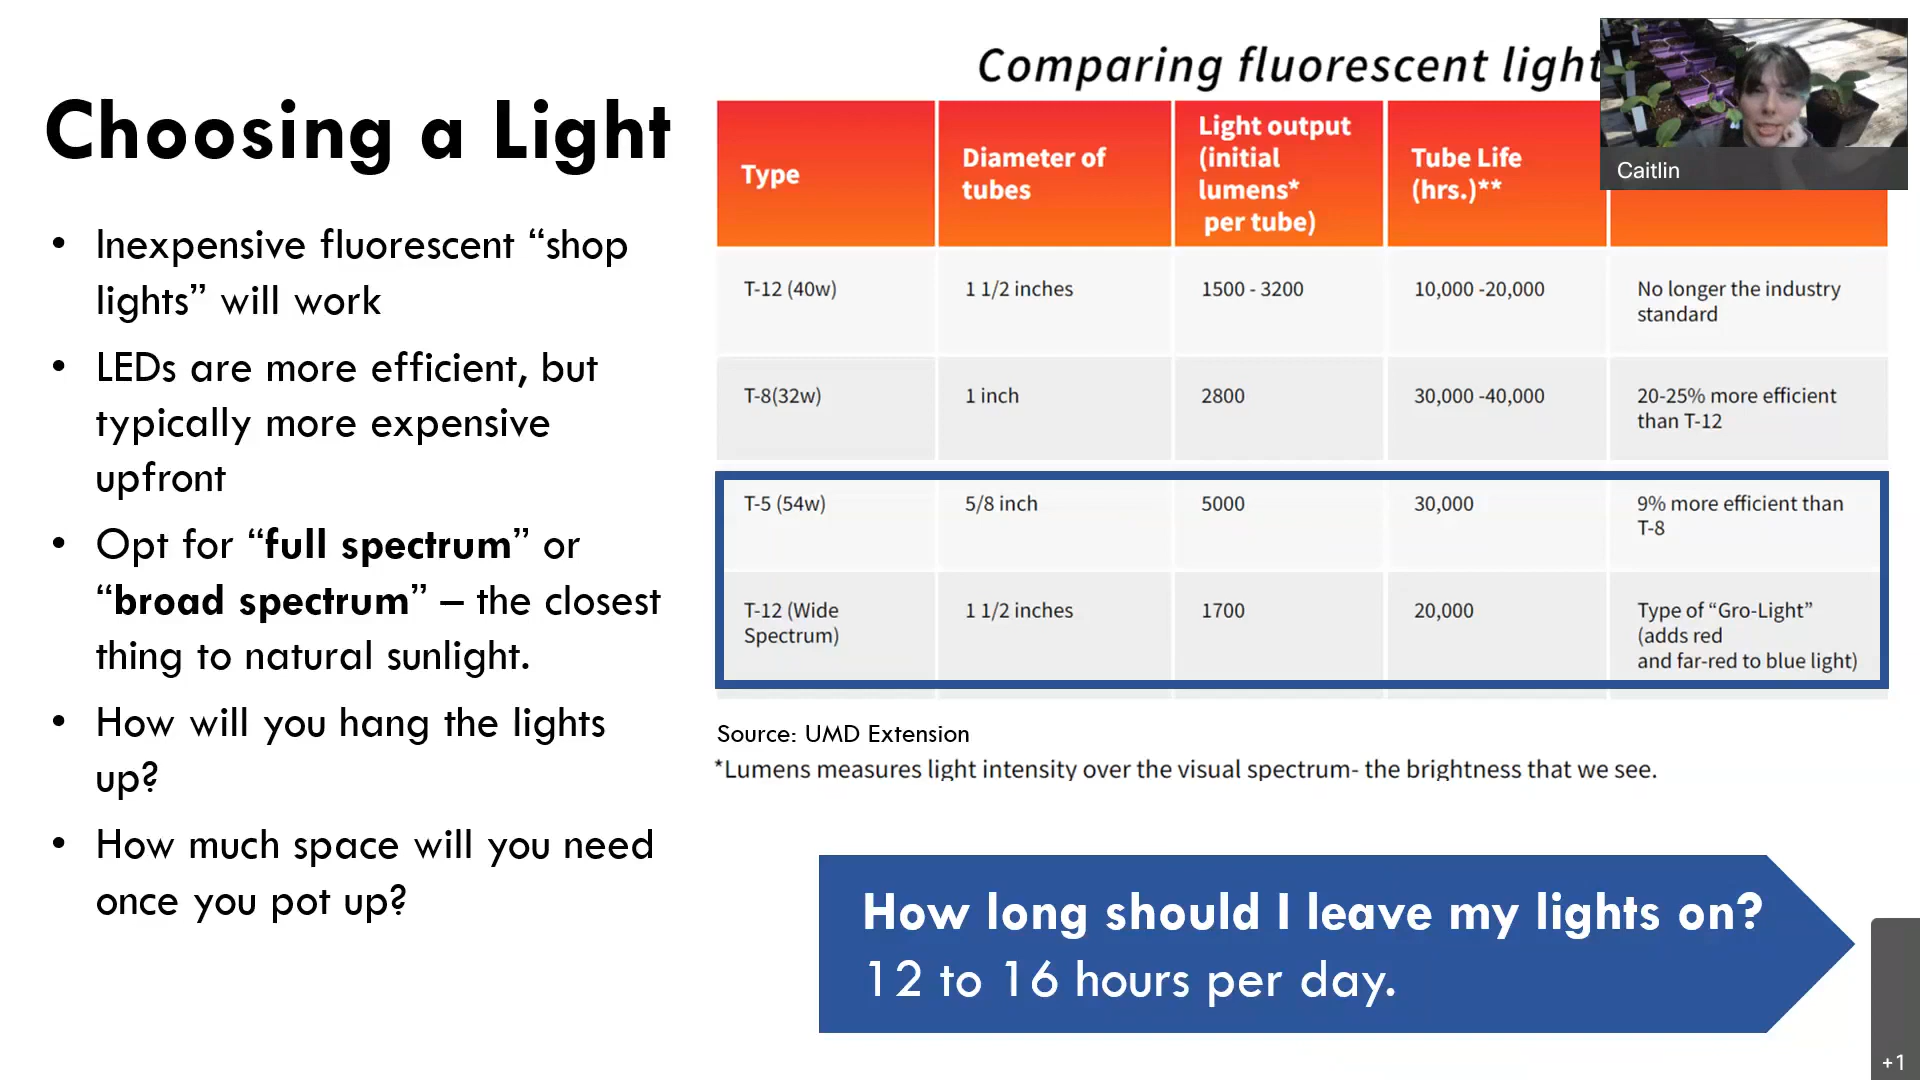 Choosing a Light
• Inexpensive fluorescent “shop
lights” will work
• LEDs are more efficient, but
typically more expensive
upfront
• Opt for “full spectrum” or
“broad spectrum” – the closest
thing to natural sunlight.
• How will you hang the lights
up?
• How much space will you need
once you pot up?
Comparing fluorescent light
Type
Diameter of
tubes
Light output
(initial
lumens*
per tube)
Tube Life
(hrs.)**
T-12 (40w)
1 1/2 inches
1500 - 3200
10,000 -20,000
No longer the industry
standard
T-8(32w)
1 inch
2800
30,000 -40,000
20-25% more efficient
than T-12
T-5 (54w)
5/8 inch
5000
30,000
9% more efficient than
T-8
T-12 (Wide
Spectrum)
1 1/2 inches
1700
20,000
Type of “Gro-Light”
(adds red
and far-red to blue light)
Source: UMD Extension
*Lumens measures light intensity over the visual spectrum- the brightness that we see.
How long should I leave my lights on?
12 to 16 hours per day.
Caitlin
+1